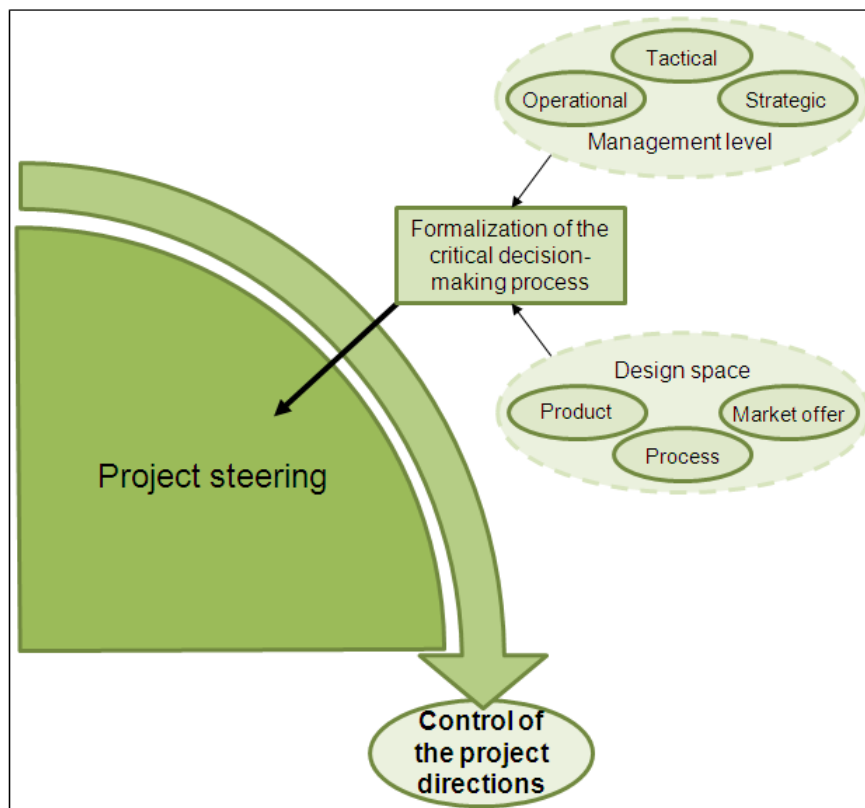 Tactical
Operational
Strategic
Management level
Formalization of the
critical decision-
making process
Design space
Product
Market offer
Process
Project steering
Control of
the project
directions